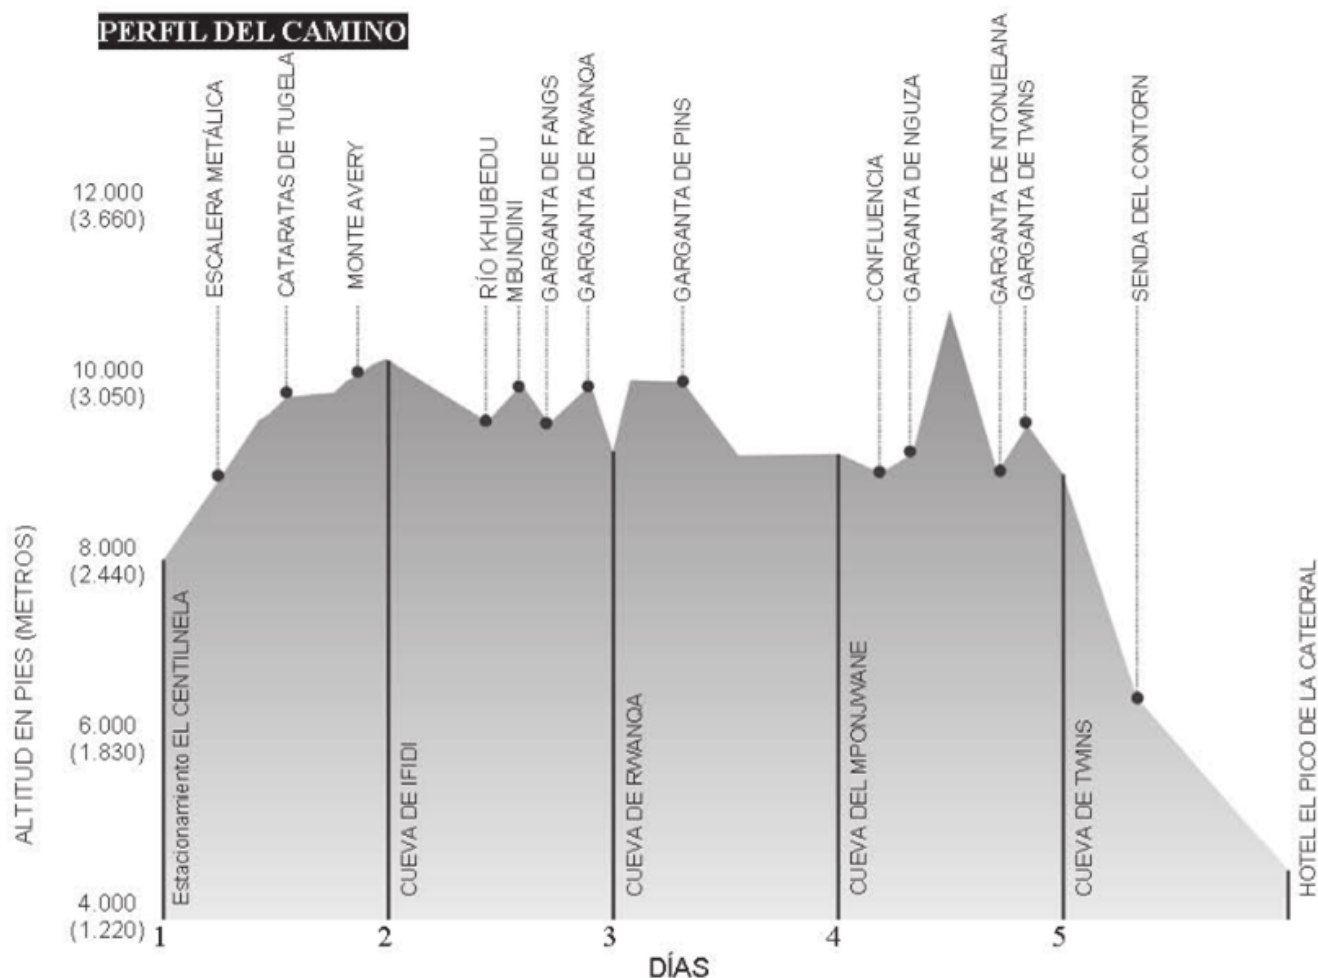 PERFIL DEL CAMINO
ESCALERA METÁLICA
CATARATAS DE TUGELA
MONTE AVERY
RÍO KHUBEDU
MBUNDINI
GARGANTA DE FANGS
GARGANTA DE RWANQA
GARGANTA DE PINS
CONFLUENCIA
GARGANTA DE NGUZA
GARGANTA DE NTONJELANA
GARGANTA DE TWINS
SENDA DEL CONTORN
ALTITUD EN PIES (METROS)
12.000
(3.660)
10.000
(3.050)
8.000
(2.440)
6.000
(1.830)
4.000
(1.220)
Estacionamiento EL CENTILNELA
CUEVA DE IFIDI
CUEVA DE RWANQA
CUEVA DEL MPONJWANE
CUEVA DE TWINS
HOTEL EL PICO DE LA CATEDRAL
1
2
3
4
5
DÍAS